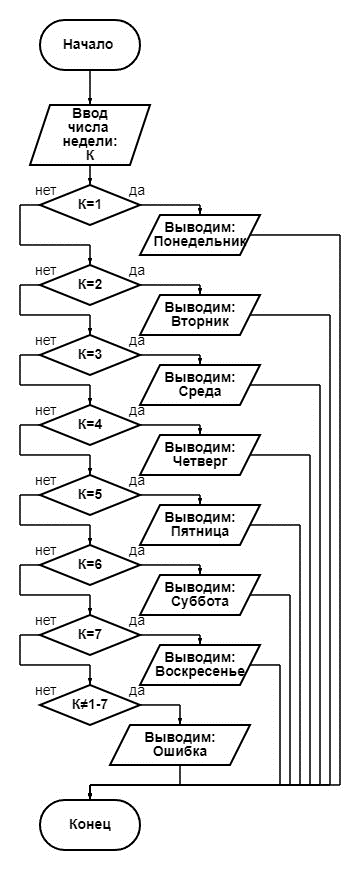 Начало
Ввод
числа
недели:
К
нет да
К=1
Выводим:
Понедельник
нет да
К=2
Выводим:
Вторник
нет да
К=3
Выводим:
Среда
нет да
К=4
Выводим:
Четверг
нет да
К=5
Выводим:
Пятница
нет да
К=6
Выводим:
Суббота
нет да
К=7
Выводим:
Воскресенье
нет да
К≠1-7
Выводим:
Ошибка
Конец